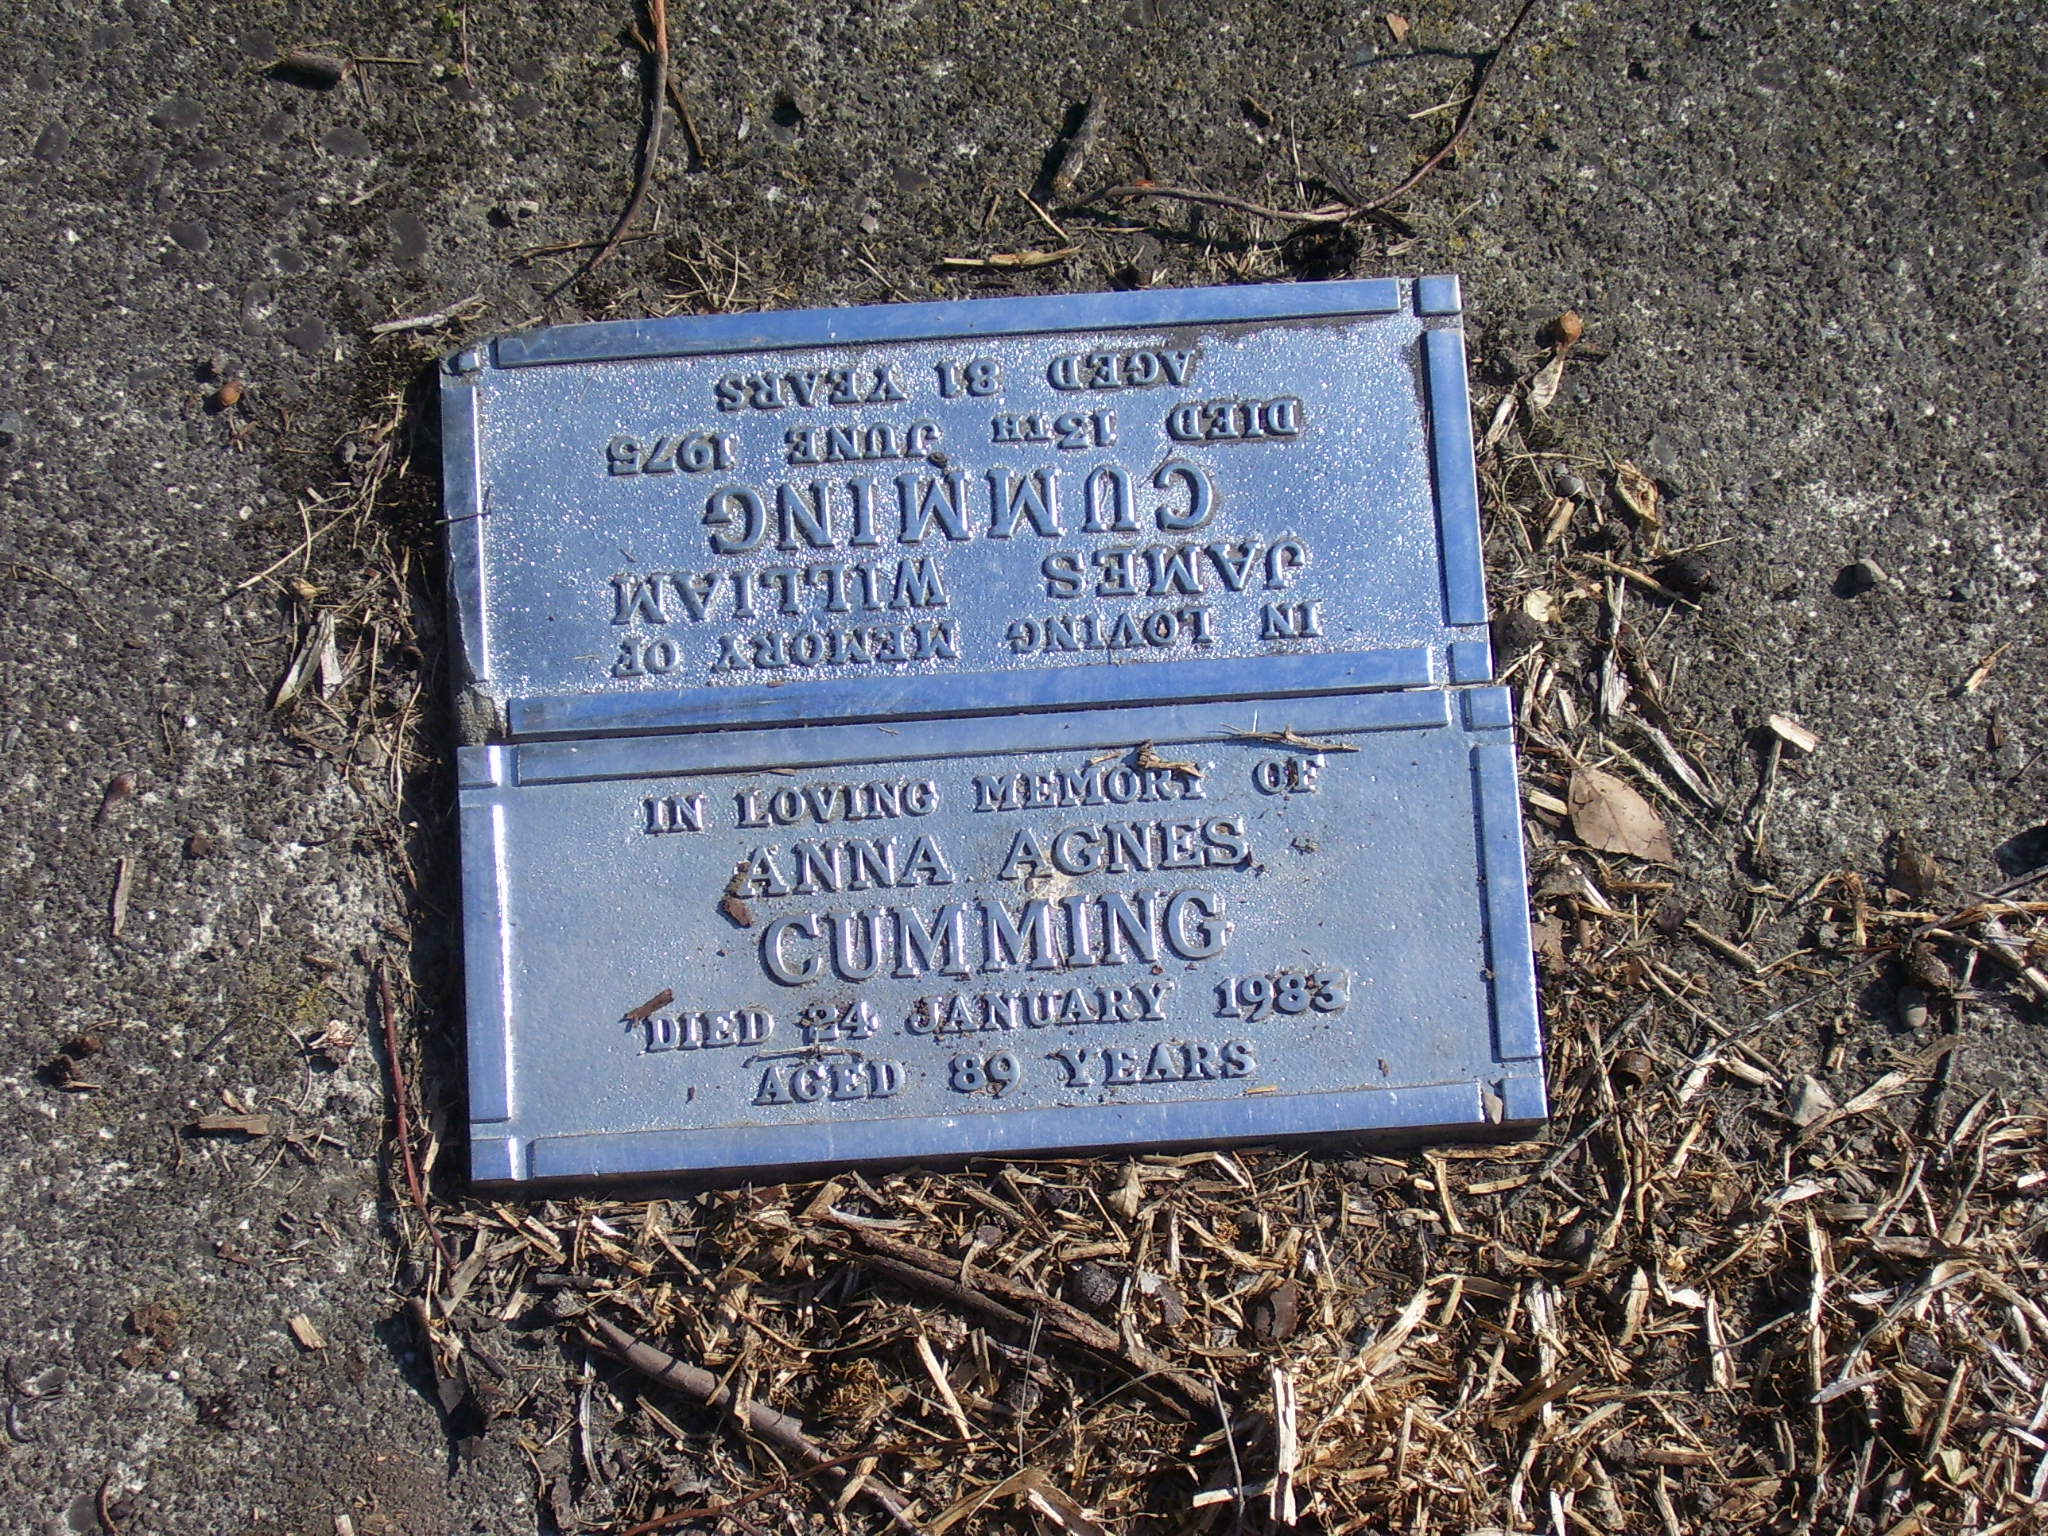 IN LOVING MEMORY OF
JAMES WILLIAM
CUMMING
DIED 13TH JUNE 1975
AGED 81 YEARS
IN LOVING MEMORY OF
ANNA AGNES
CUMMING
DIED 24 JANUARY 1983
AGED 89 YEARS